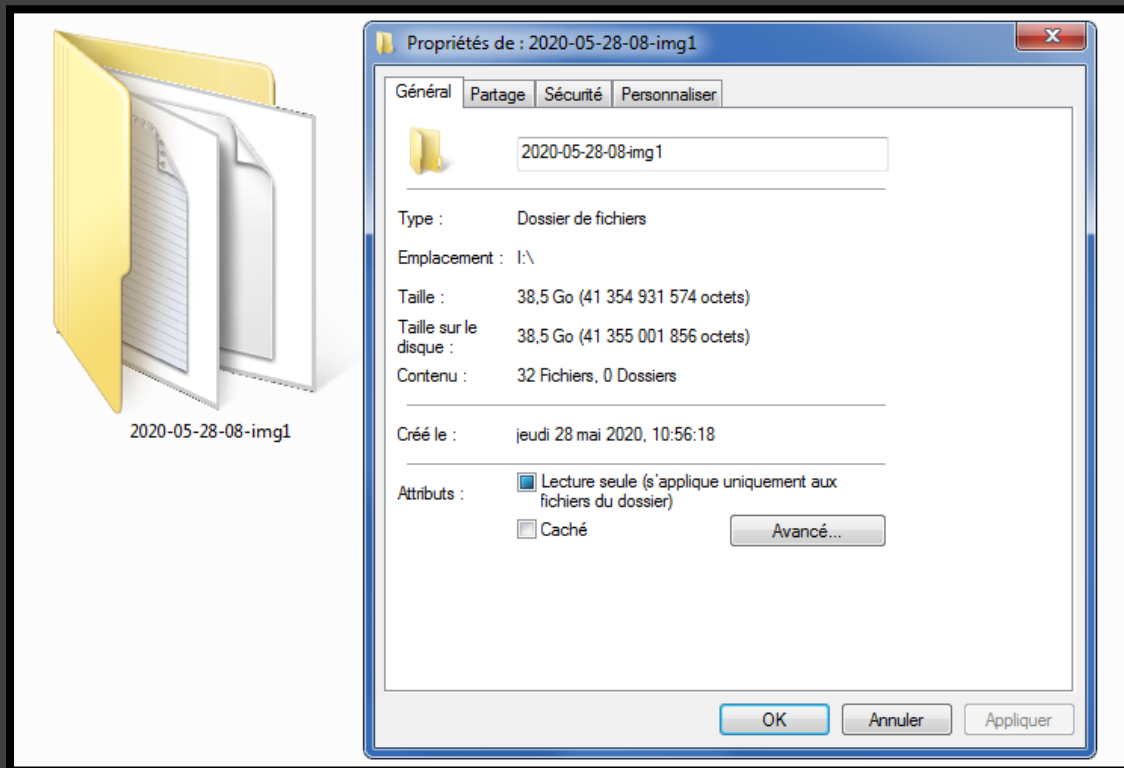 Propriétés de : 2020-05-28-08-img1
Général Partage Sécurité Personnaliser
2020-05-28-08-img1
Type : Dossier de fichiers
Emplacement : I:\
Taille : 38,5 Go (41 354 931 574 octets)
Taille sur le
disque : 38,5 Go (41 355 001 856 octets)
Contenu : 32 Fichiers, 0 Dossiers
2020-05-28-08-img1
Créé le : jeudi 28 mai 2020, 10:56:18
Attributs : Lecture seule (s'applique uniquement aux
fichiers du dossier)
Caché Avancé...
OK Annuler Appliquer